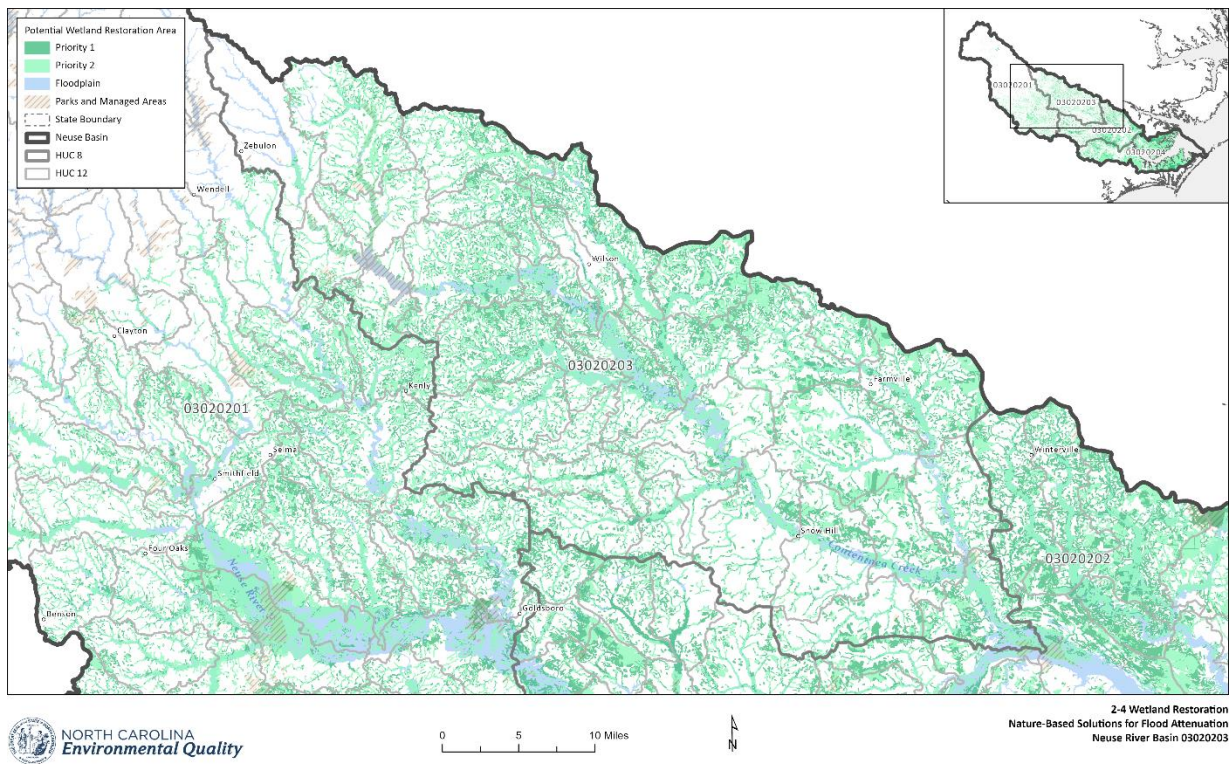 Potential Wetland Restoration Area
Priority 1
Priority 2
Floodplain
Parks and Managed Areas
State Boundary
Neuse Basin
HUC 8
HUC 12
03020201
03020203
03020202
03020204
Zebulon
Wendell
Wilson
Clayton
03020203
Kenly
Farmville
03020201
Selma
Smithfield
Winterville
Snow Hill
Four Oaks
Contentnea Creek
03020202
Neuse River
Benson
Goldsboro
NORTH CAROLINA
Environmental Quality
0 5 10 Miles
N
2-4 Wetland Restoration
Nature-Based Solutions for Flood Attenuation
Neuse River Basin 03020203